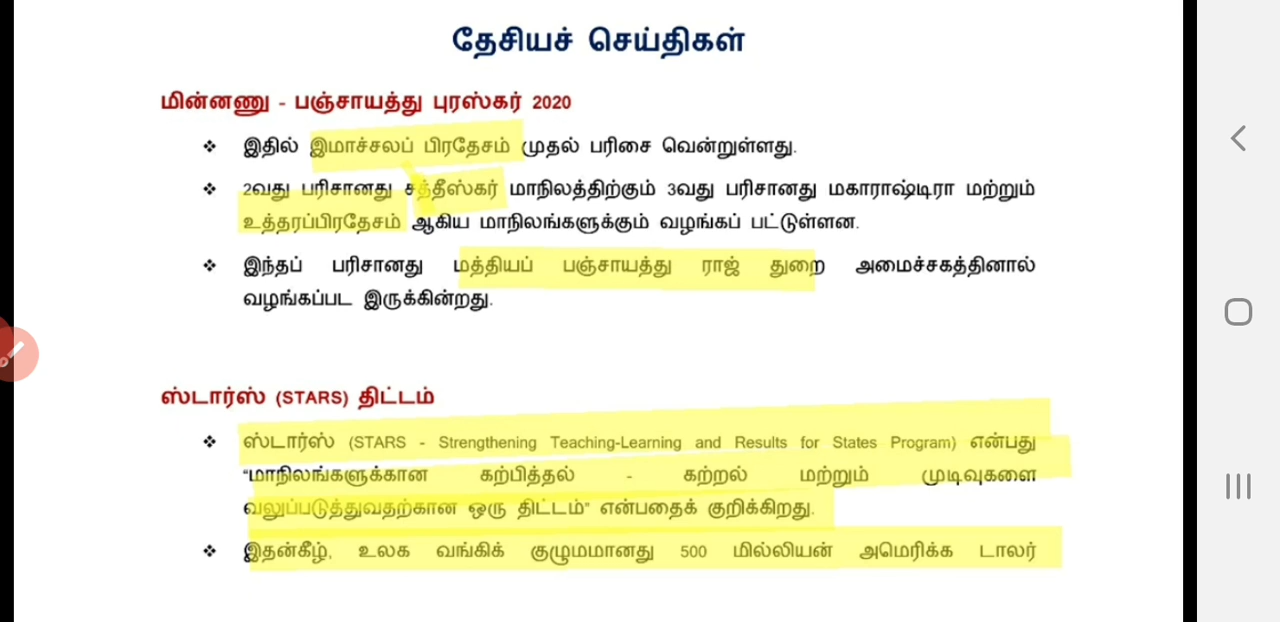 தேசியச் செய்திகள்
மின்னணு - பஞ்சாயத்து புரஸ்கர் 2020
❖ இதில் இமாச்சலப் பிரதேசம் முதல் பரிசை வென்றுள்ளது.
❖ 2வது பரிசானது சத்தீஸ்கர் மாநிலத்திற்கும் 3வது பரிசானது மகாராஷ்டிரா மற்றும்
உத்தரப்பிரதேசம் ஆகிய மாநிலங்களுக்கும் வழங்கப் பட்டுள்ளன.
❖ இந்தப் பரிசானது மத்தியப் பஞ்சாயத்து ராஜ் துறை அமைச்சகத்தினால்
வழங்கப்பட இருக்கின்றது.
ஸ்டார்ஸ் (STARS) திட்டம்
❖ ஸ்டார்ஸ் (STARS - Strengthening Teaching-Learning and Results for States Program) என்பது
“மாநிலங்களுக்கான கற்பித்தல் - கற்றல் மற்றும் முடிவுகளை
வலுப்படுத்துவதற்கான ஒரு திட்டம்” என்பதைக் குறிக்கிறது.
❖ இதன்கீழ், உலக வங்கிக் குழுமமானது 500 மில்லியன் அமெரிக்க டாலர்